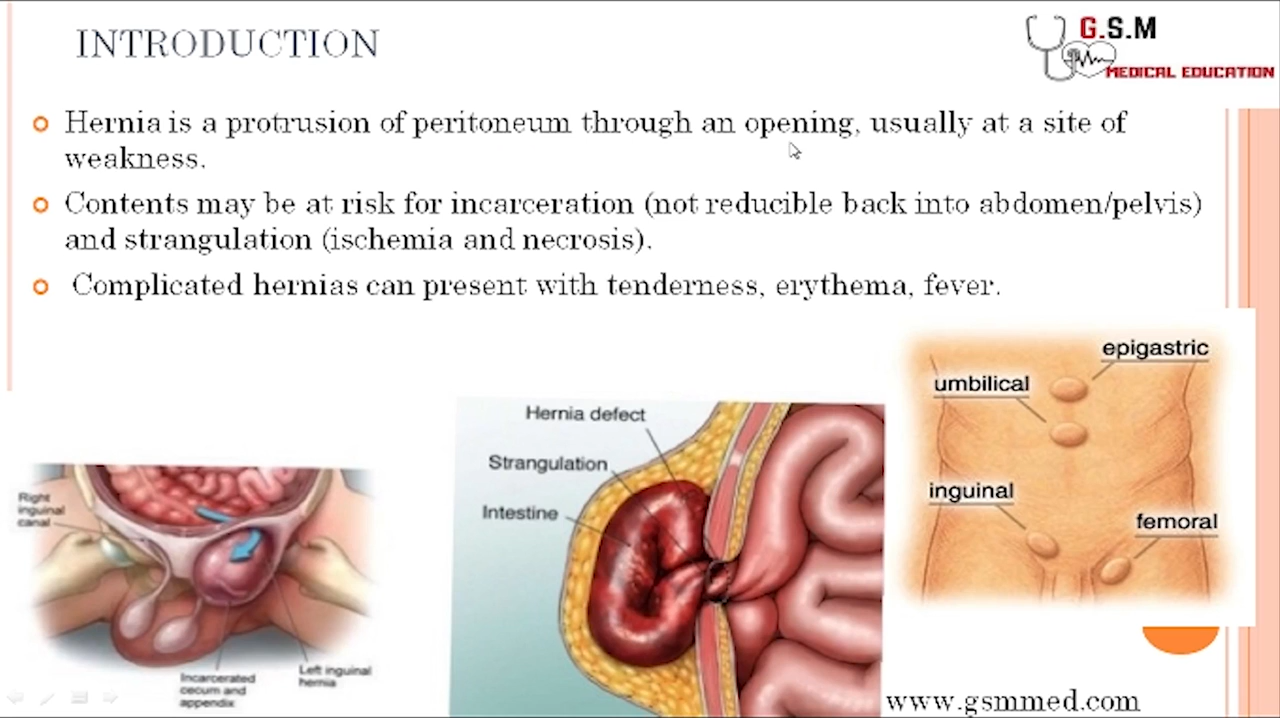 INTRODUCTION
G.S.M
MEDICAL EDUCATION
Hernia is a protrusion of peritoneum through an opening, usually at a site of
weakness.
Contents may be at risk for incarceration (not reducible back into abdomen/pelvis)
and strangulation (ischemia and necrosis).
Complicated hernias can present with tenderness, erythema, fever.
Right
inguinal
canal
Incarcerated
cecum and
appendix
Left inguinal
hernia
Hernia defect
Strangulation
Intestine
epigastric
umbilical
inguinal
femoral
www.gsmmed.com